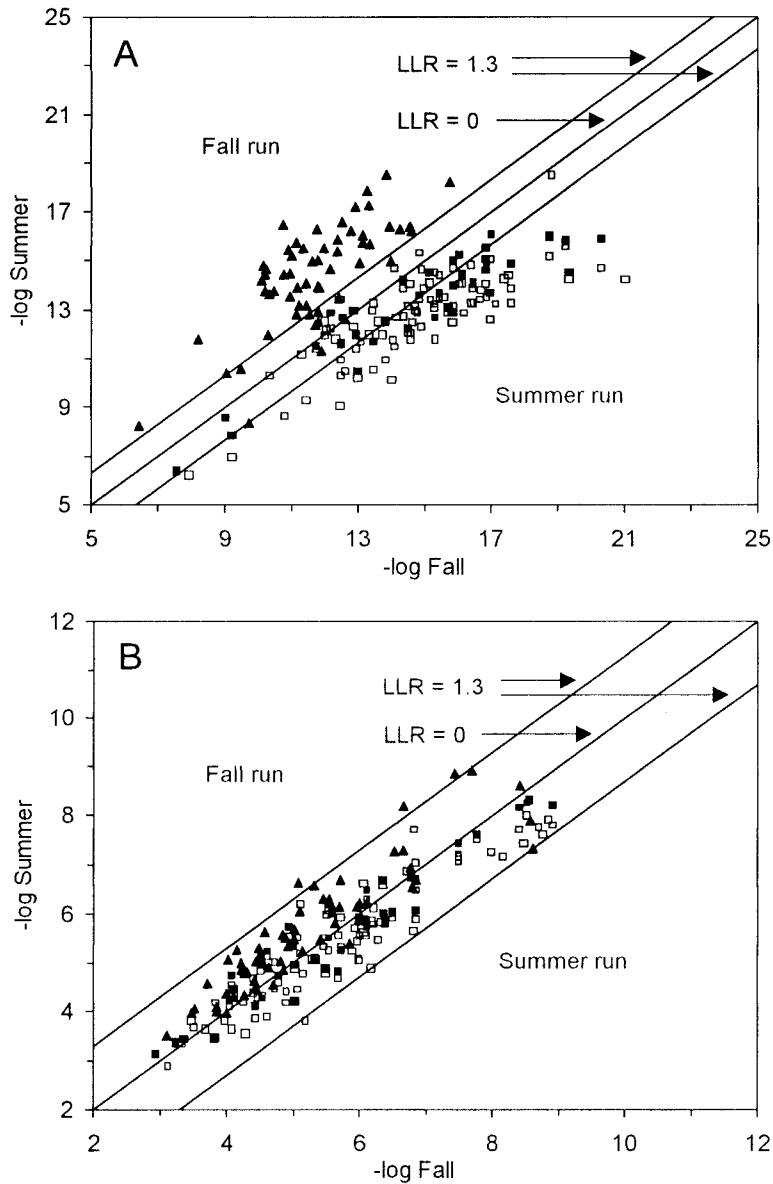 A
LLR = 1.3
LLR = 0
Fall run
Summer run
-log Summer
25
21
17
13
9
5
5 9 13 17 21 25
-log Fall
B
LLR = 1.3
LLR = 0
Fall run
Summer run
-log Summer
12
10
8
6
4
2
2 4 6 8 10 12
-log Fall